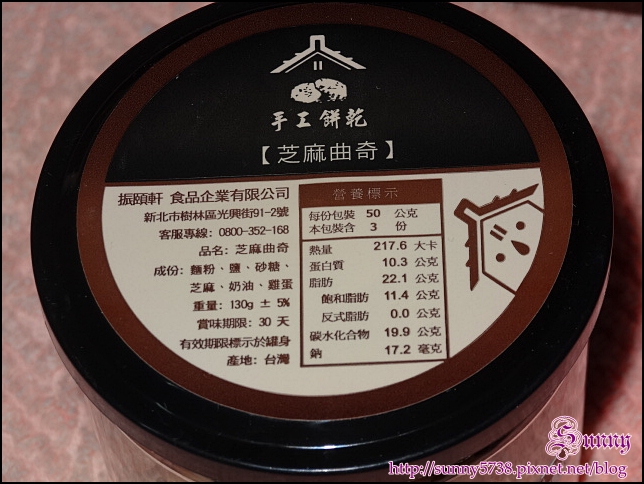 手工餅乾
【芝麻曲奇】
振頤軒 食品企業有限公司
新北市樹林區光興街91-2號
客服專線: 0800-352-168
品名: 芝麻曲奇
成份: 麵粉、鹽、砂糖、
芝麻、奶油、雞蛋
重量: 130g ± 5%
賞味期限: 30 天
有效期限標示於罐身
產地: 台灣
營養標示
每份包裝 50 公克
本包裝含 3 份
熱量 217.6 大卡
蛋白質 10.3 公克
脂肪 22.1 公克
飽和脂肪 11.4 公克
反式脂肪 0.0 公克
碳水化合物 19.9 公克
鈉 17.2 毫克
Sunny
http://sunny5738.pixnet.net/blog